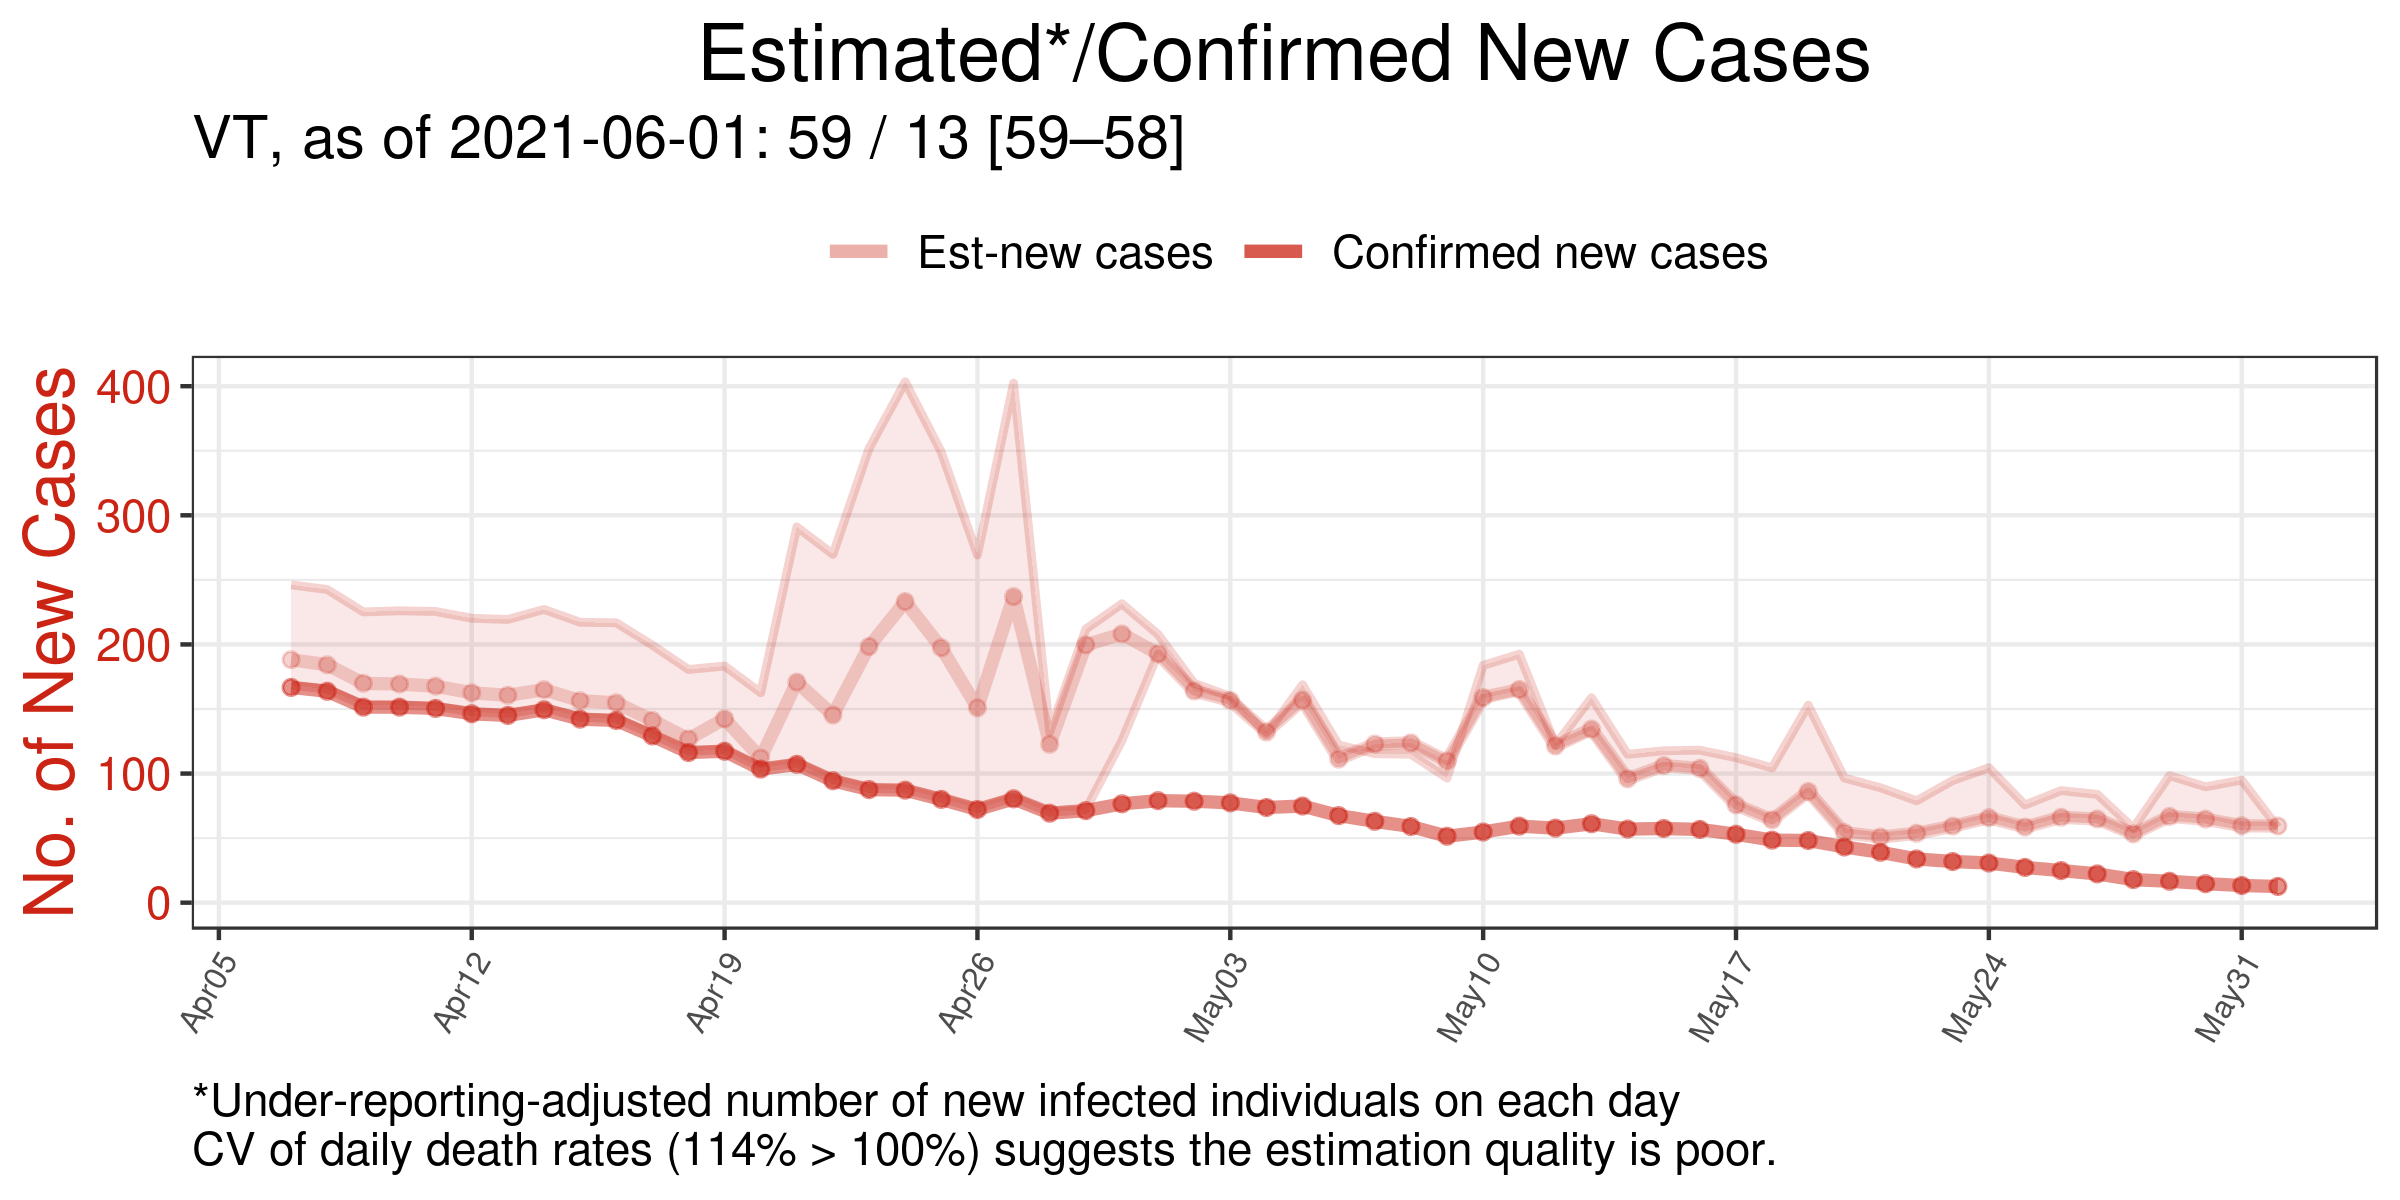 Estimated*/Confirmed New Cases
VT, as of 2021-06-01: 59 / 13 [59–58]
Est-new cases
Confirmed new cases
No. of New Cases
400
300
200
100
0
Apr05
Apr12
Apr19
Apr26
May03
May10
May17
May24
May31
*Under-reporting-adjusted number of new infected individuals on each day
CV of daily death rates (114% > 100%) suggests the estimation quality is poor.